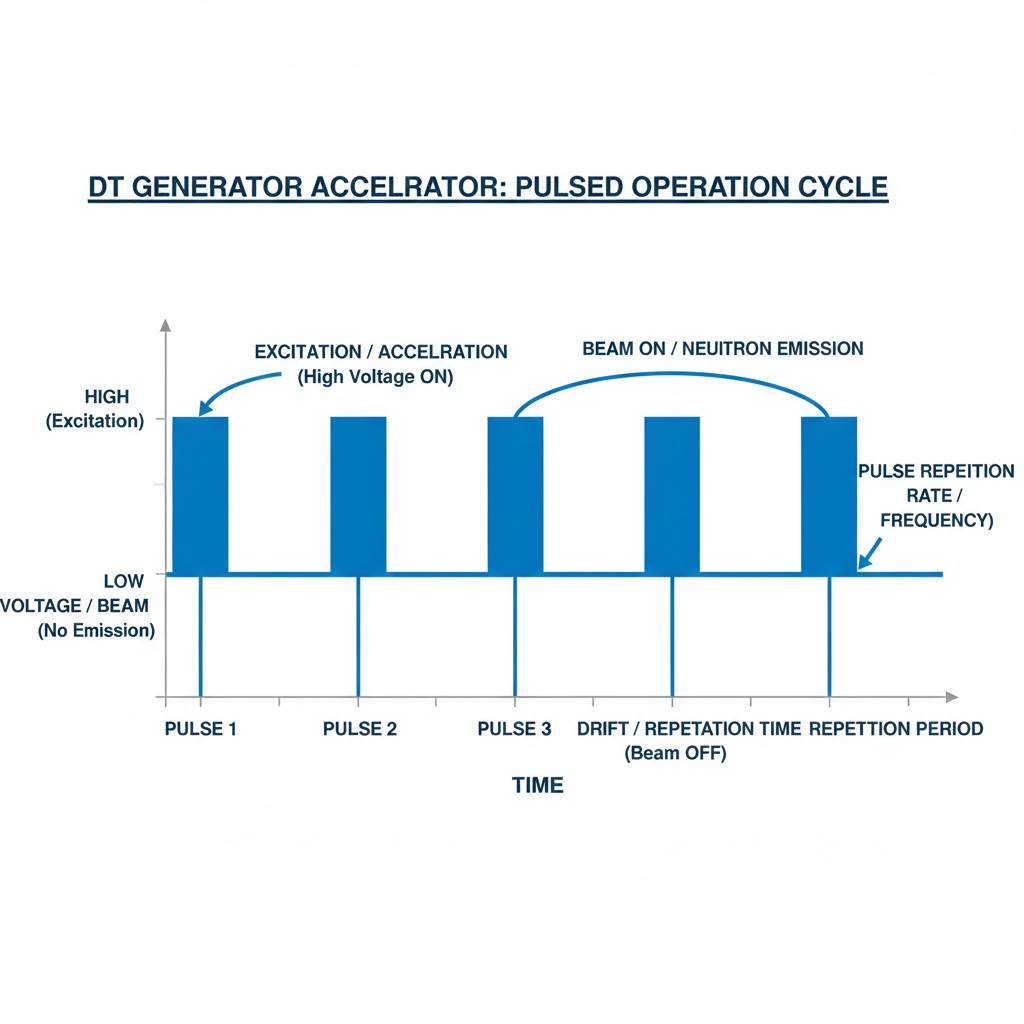 DT GENERATOR ACCELRATOR: PULSED OPERATION CYCLE
EXCITATION / ACCELRATION
(High Voltage ON)
BEAM ON / NEUITRON EMISSION
HIGH
(Excitation)
PULSE REPEITION
RATE /
FREQUENCY)
LOW
VOLTAGE / BEAM
(No Emission)
PULSE 1
PULSE 2
PULSE 3
DRIFT / REPETATION TIME
(Beam OFF)
REPETTION PERIOD
TIME